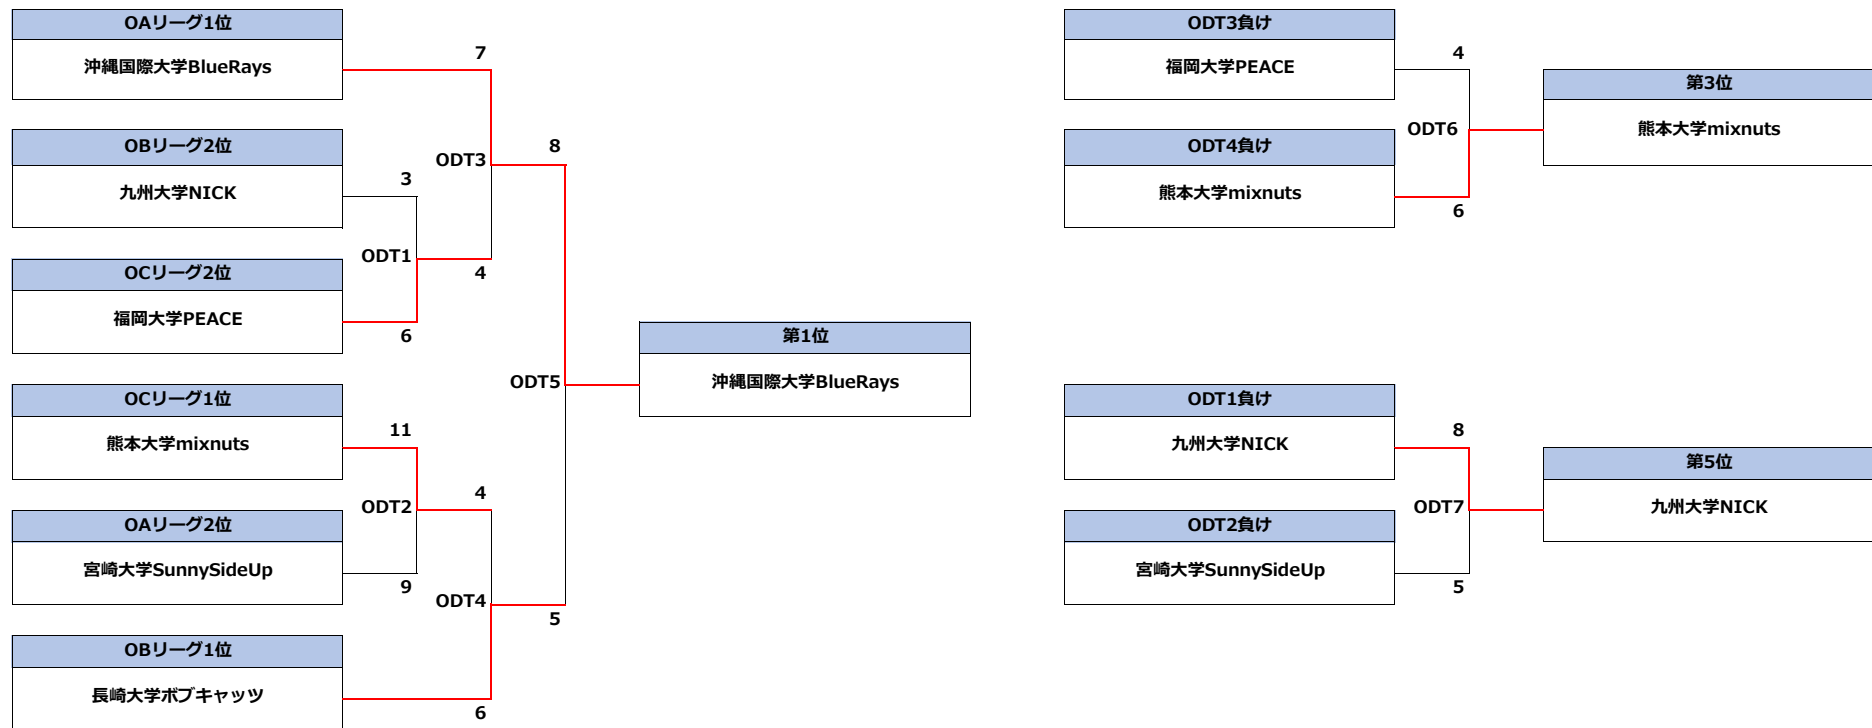 OAリーグ1位
沖縄国際大学BlueRays
7
OBリーグ2位
九州大学NICK
3
ODT3
8
ODT1
OCリーグ2位
福岡大学PEACE
6
4
OCリーグ1位
熊本大学mixnuts
11
ODT5
第1位
沖縄国際大学BlueRays
ODT2
4
OAリーグ2位
宮崎大学SunnySideUp
9
ODT4
5
OBリーグ1位
長崎大学ボブキャッツ
6
ODT3負け
福岡大学PEACE
4
ODT6
第3位
熊本大学mixnuts
ODT4負け
熊本大学mixnuts
6
ODT1負け
九州大学NICK
8
ODT7
第5位
九州大学NICK
ODT2負け
宮崎大学SunnySideUp
5